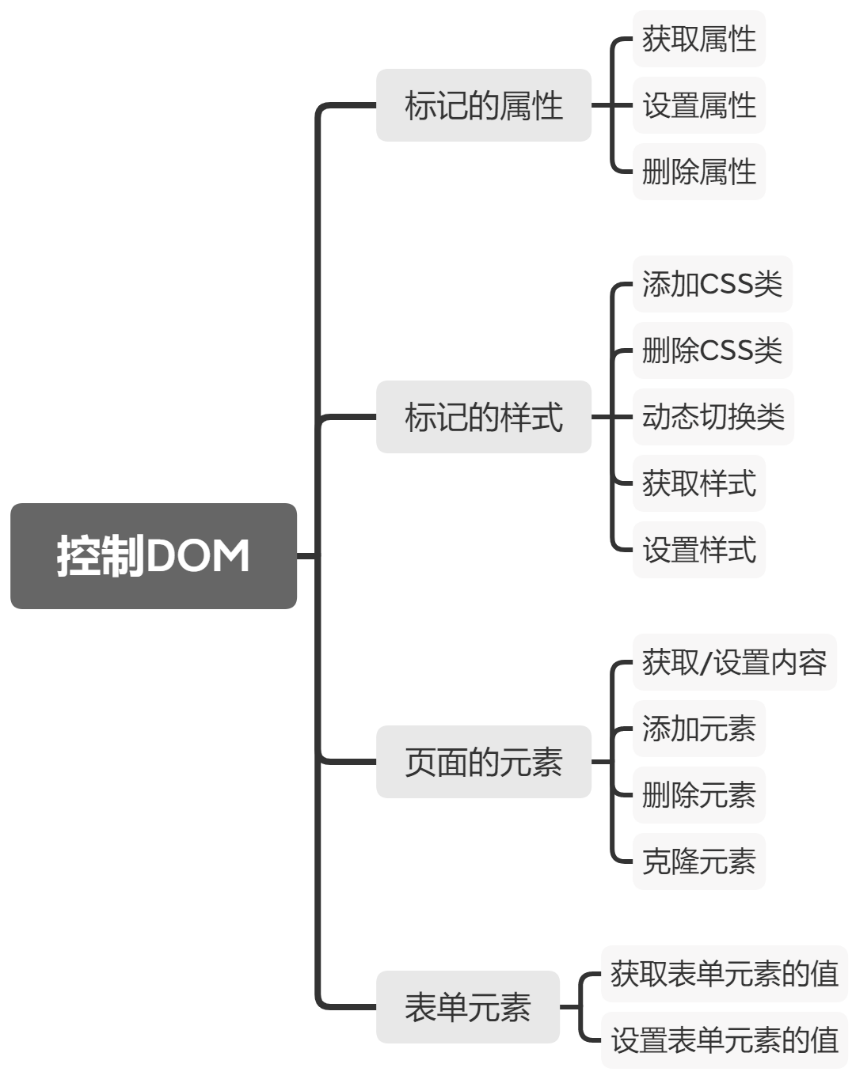 控制DOM
标记的属性
获取属性
设置属性
删除属性
标记的样式
添加CSS类
删除CSS类
动态切换类
获取样式
设置样式
页面的元素
获取/设置内容
添加元素
删除元素
克隆元素
表单元素
获取表单元素的值
设置表单元素的值